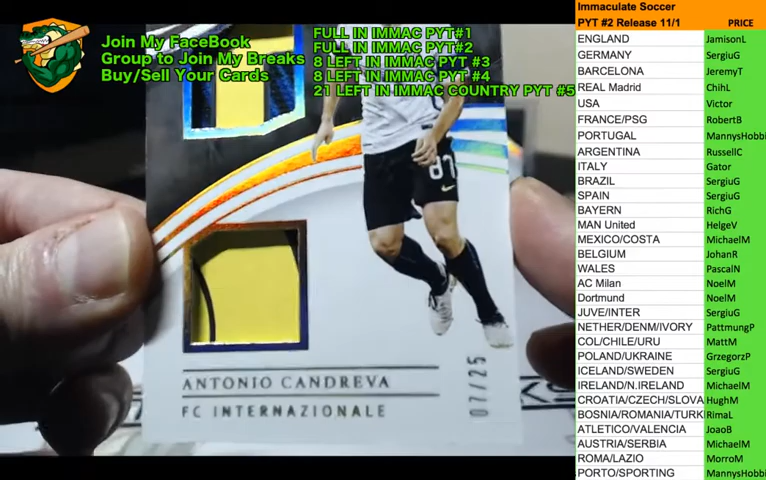 Join My FaceBook
Group to Join My Breaks
Buy/Sell Your Cards
FULL IN IMMAC PYT#1
FULL IN IMMAC PYT#2
8 LEFT IN IMMAC PYT #3
8 LEFT IN IMMAC PYT #4
21 LEFT IN IMMAC COUNTRY PYT #5
87
ANTONIO CANDREVA
FC INTERNAZIONALE
07/25
Immaculate Soccer
PYT #2 Release 11/1 PRICE
ENGLAND JamisonL
GERMANY SergiuG
BARCELONA JeremyT
REAL Madrid ChihL
USA Victor
FRANCE/PSG RobertB
PORTUGAL MannysHobbi
ARGENTINA RussellC
ITALY Gator
BRAZIL SergiuG
SPAIN SergiuG
BAYERN RichG
MAN United HelgeV
MEXICO/COSTA MichaelM
BELGIUM JohanR
WALES PascalN
AC Milan NoelM
Dortmund NoelM
JUVE/INTER SergiuG
NETHER/DENM/IVORY PattmungP
COL/CHILE/URU MattM
POLAND/UKRAINE GrzegorzP
ICELAND/SWEDEN SergiuG
IRELAND/N.IRELAND MichaelM
CROATIA/CZECH/SLOVA HughM
BOSNIA/ROMANIA/TURK RimaL
ATLETICO/VALENCIA JoaoB
AUSTRIA/SERBIA MichaelM
ROMA/LAZIO MorroM
PORTO/SPORTING MannysHobbi